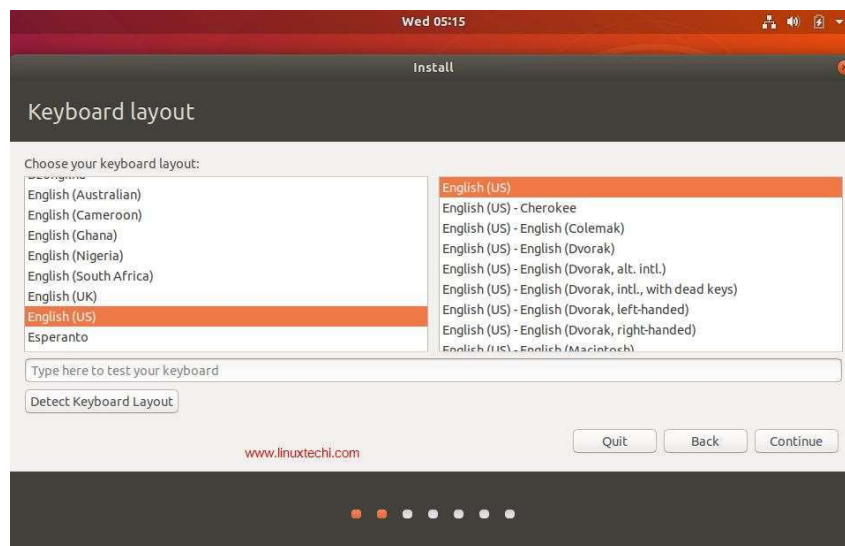 Wed 05:15
Install
Keyboard layout
Choose your keyboard layout:
English (Australian)
English (Cameroon)
English (Ghana)
English (Nigeria)
English (South Africa)
English (UK)
English (US)
Esperanto
English (US)
English (US) - Cherokee
English (US) - English (Colemak)
English (US) - English (Dvorak)
English (US) - English (Dvorak, alt. intl.)
English (US) - English (Dvorak, intl., with dead keys)
English (US) - English (Dvorak, left-handed)
English (US) - English (Dvorak, right-handed)
English (US) - English (Macintosh)
Type here to test your keyboard
Detect Keyboard Layout
Quit
Back
Continue
www.linuxtechi.com